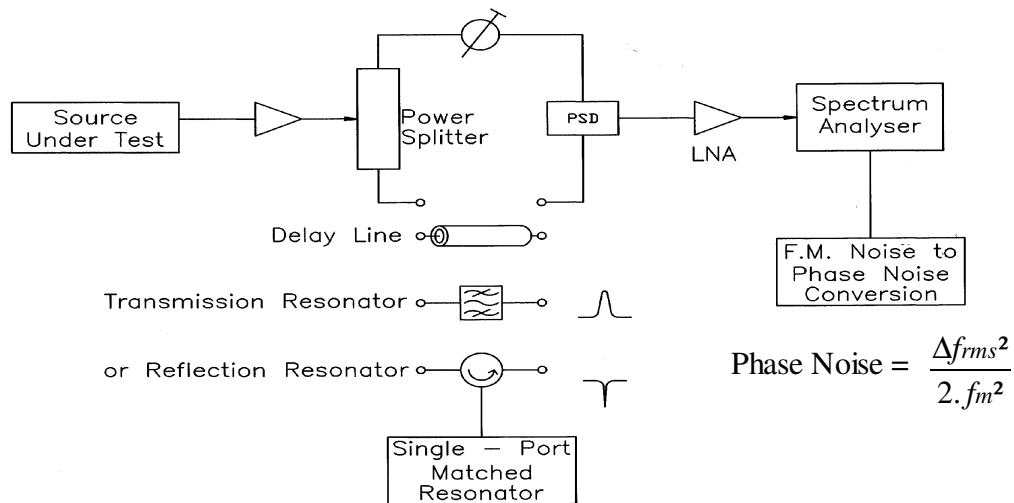 Source
Under Test
Power
Splitter
PSD
LNA
Spectrum
Analyser
Delay Line
F.M. Noise to
Phase Noise
Conversion
Transmission Resonator
or Reflection Resonator
Phase Noise = Δfrms² / 2.fm²
Single – Port
Matched
Resonator